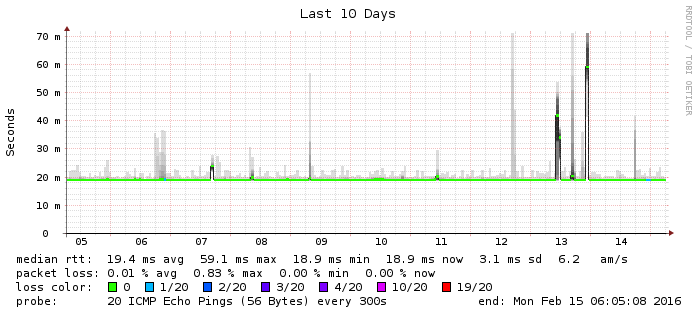 Last 10 Days
RRDTOOL / TOBI OETIKER
Seconds
70 m
60 m
50 m
40 m
30 m
20 m
10 m
0
05 06 07 08 09 10 11 12 13 14
median rtt: 19.4 ms avg 59.1 ms max 18.9 ms min 18.9 ms now 3.1 ms sd 6.2 am/s
packet loss: 0.01 % avg 0.83 % max 0.00 % min 0.00 % now
loss color: 0 1/20 2/20 3/20 4/20 10/20 19/20
probe: 20 ICMP Echo Pings (56 Bytes) every 300s end: Mon Feb 15 06:05:08 2016